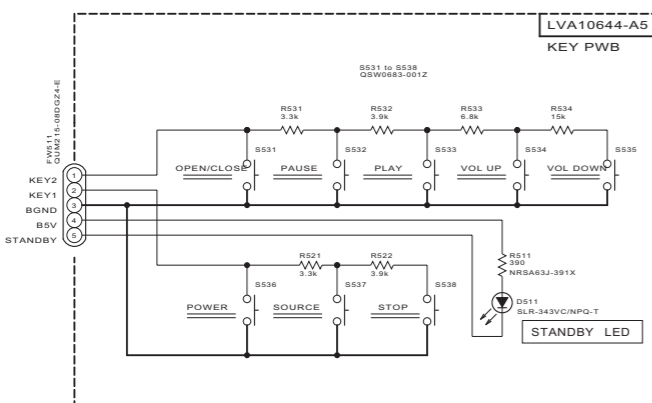 LVA10644-A5
KEY PWB
S531 to S538
QSW0683-001Z
FW511
QUM215-08DGZ4-E
R531
3.3k
R532
3.9k
R533
6.8k
R534
15k
S531
S532
S533
S534
S535
OPEN/CLOSE
PAUSE
PLAY
VOL UP
VOL DOWN
KEY2
1
KEY1
2
BGND
3
B5V
4
STANDBY
5
R511
390
NRSA63J-391X
R521
3.3k
R522
3.9k
S536
S537
S538
POWER
SOURCE
STOP
D511
SLR-343VC/NPQ-T
STANDBY LED